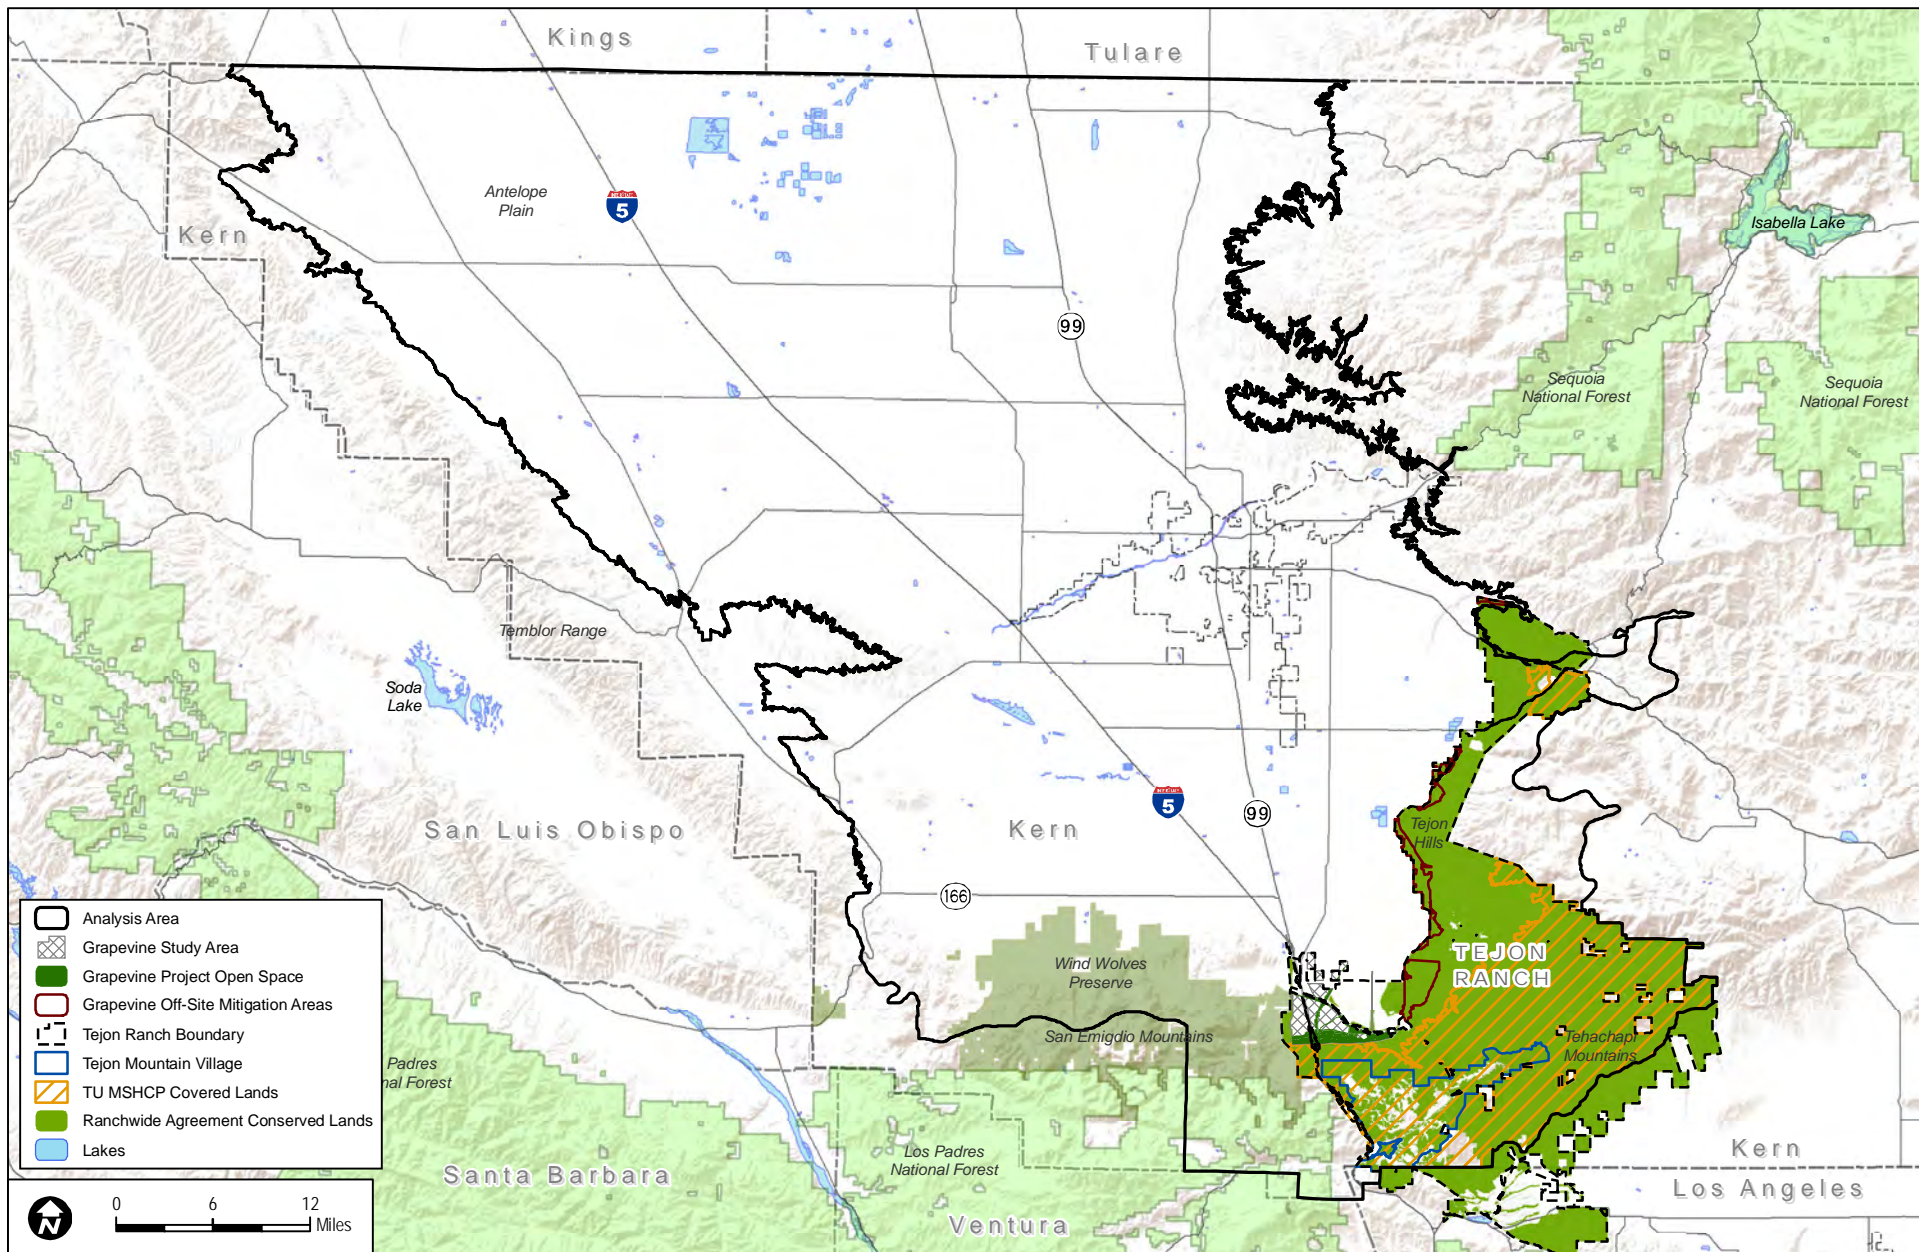 Kings
Tulare
Antelope
Plain
5
Kern
Isabella Lake
99
Sequoia
National Forest
Sequoia
National Forest
Temblor Range
Soda
Lake
5
99
San Luis Obispo
Kern
Tejon
Hills
166
TEJON
RANCH
Wind Wolves
Preserve
San Emigdio Mountains
Tehachapi
Mountains
Analysis Area
Grapevine Study Area
Grapevine Project Open Space
Grapevine Off-Site Mitigation Areas
Tejon Ranch Boundary
Tejon Mountain Village
TU MSHCP Covered Lands
Ranchwide Agreement Conserved Lands
Lakes
Padres
nal Forest
Los Padres
National Forest
Santa Barbara
Ventura
Kern
Los Angeles
N
0 6 12
Miles